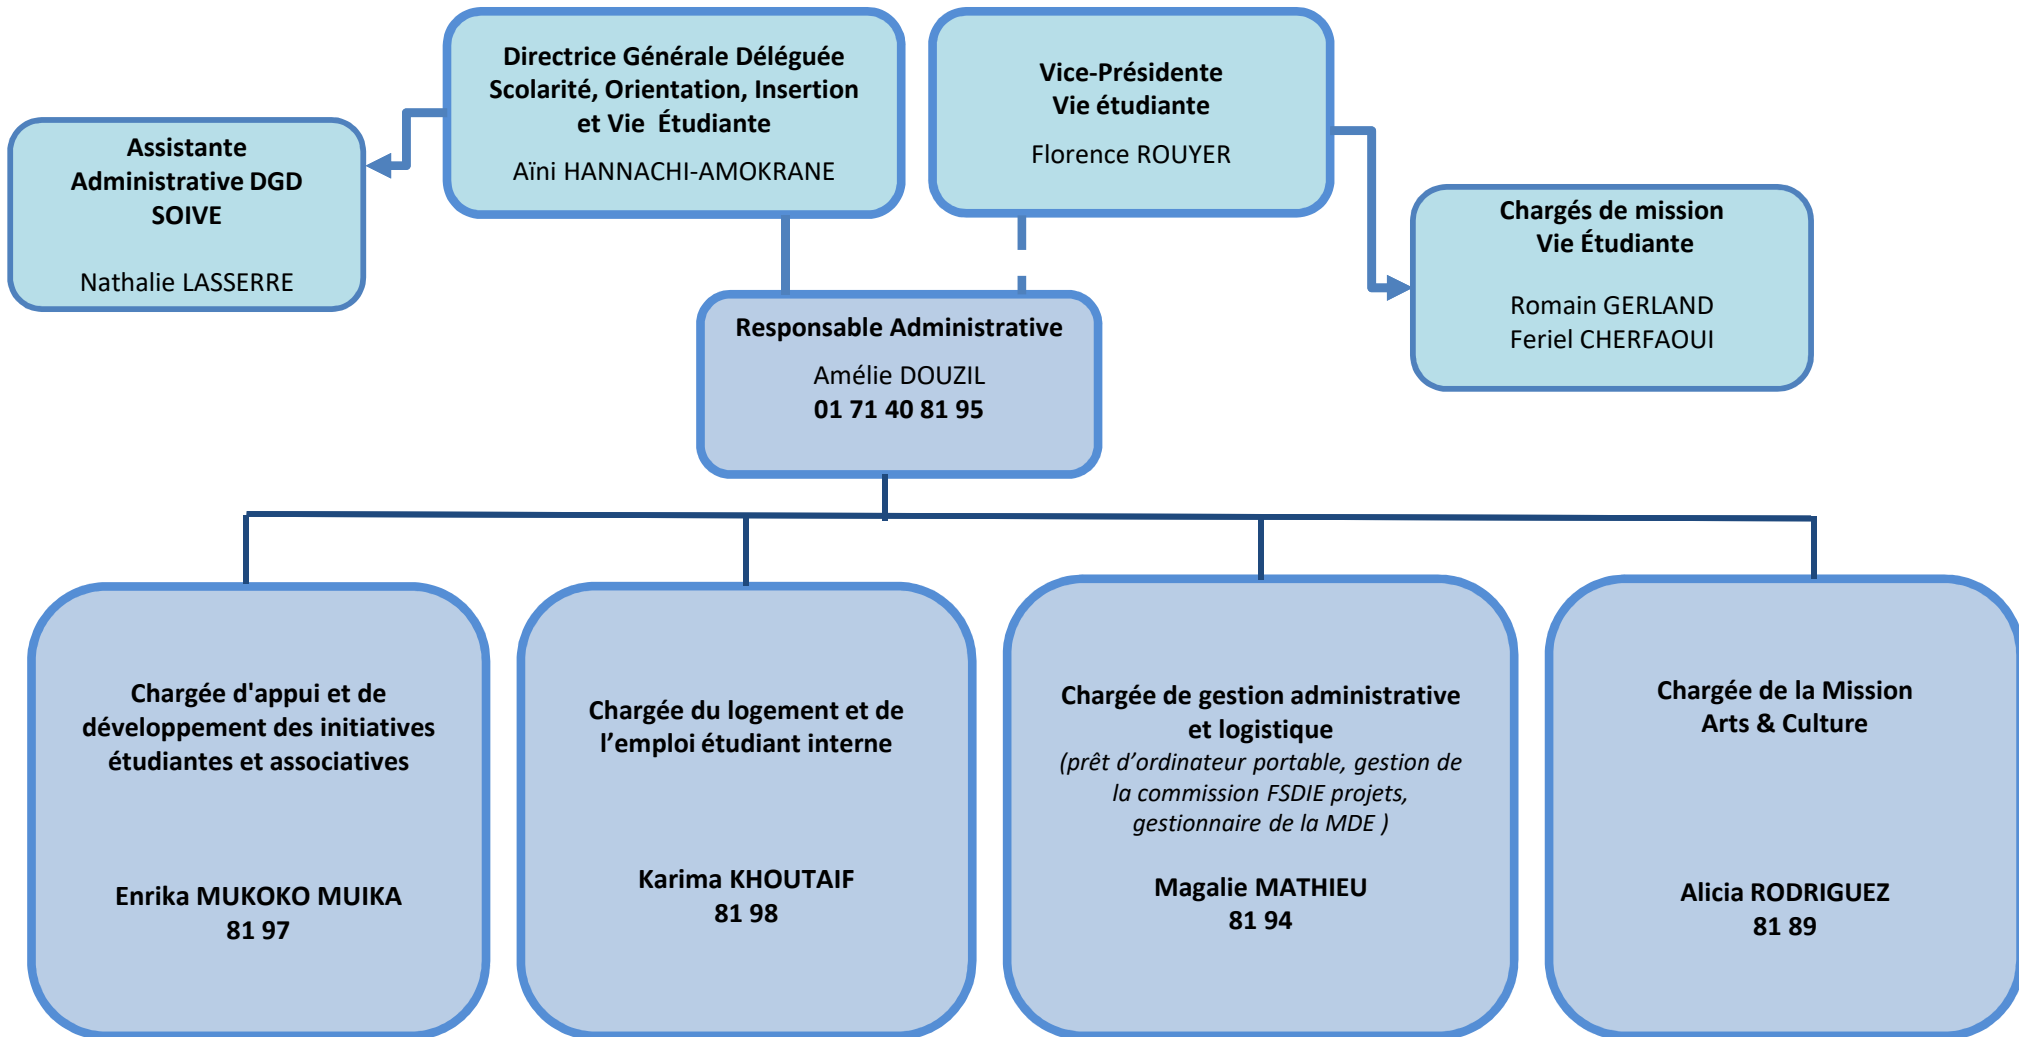 Directrice Générale Déléguée
Scolarité, Orientation, Insertion
et Vie Étudiante
Aïni HANNACHI-AMOKRANE
Vice-Présidente
Vie étudiante
Florence ROUYER
Assistante
Administrative DGD
SOIVE
Nathalie LASSERRE
Chargés de mission
Vie Étudiante
Romain GERLAND
Feriel CHERFAOUI
Responsable Administrative
Amélie DOUZIL
01 71 40 81 95
Chargée d'appui et de
développement des initiatives
étudiantes et associatives
Enrika MUKOKO MUIKA
81 97
Chargée du logement et de
l’emploi étudiant interne
Karima KHOUTAIF
81 98
Chargée de gestion administrative
et logistique
(prêt d’ordinateur portable, gestion de
la commission FSDIE projets,
gestionnaire de la MDE )
Magalie MATHIEU
81 94
Chargée de la Mission
Arts & Culture
Alicia RODRIGUEZ
81 89